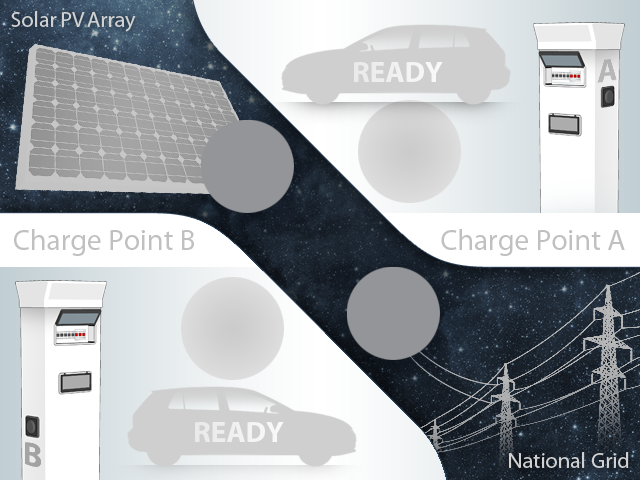 Solar PV Array
READY
A
Charge Point B
Charge Point A
READY
B
National Grid